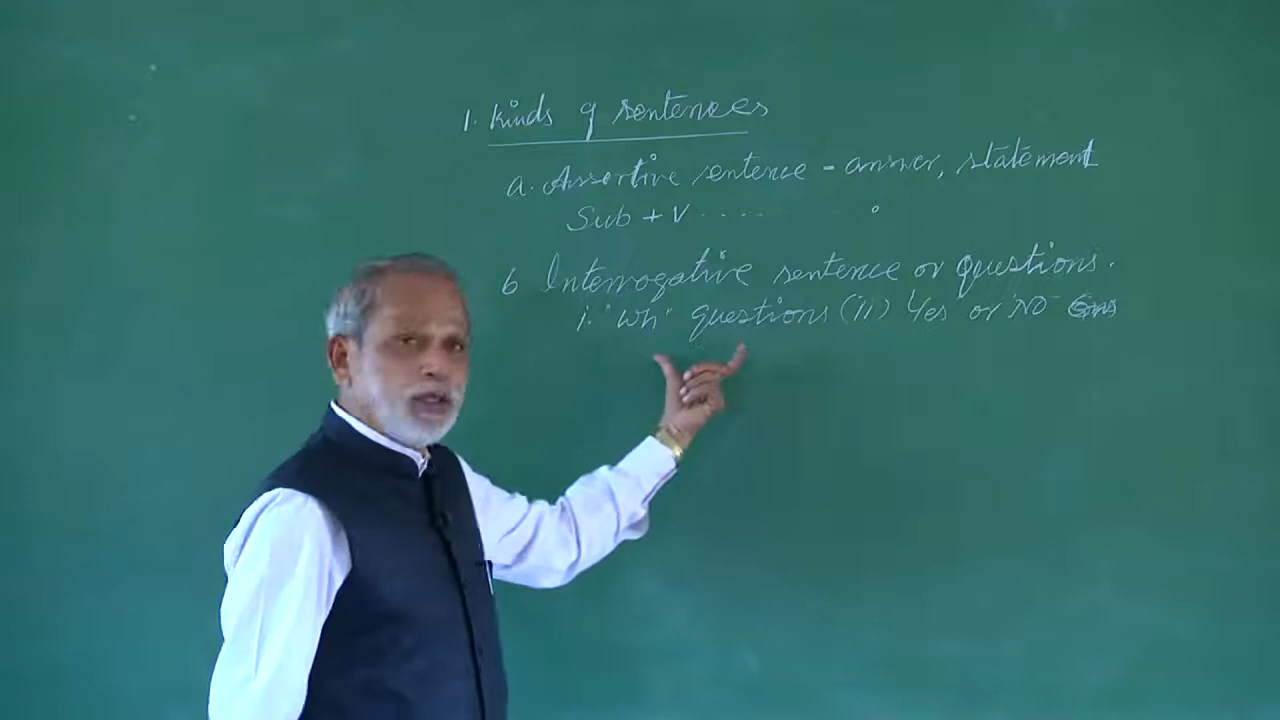 1. Kinds of sentences
a. Assertive sentence - answer, statement
Sub + V ....... .
b Interrogative sentence or questions.
i. "Wh" questions (ii) Yes or No Qns